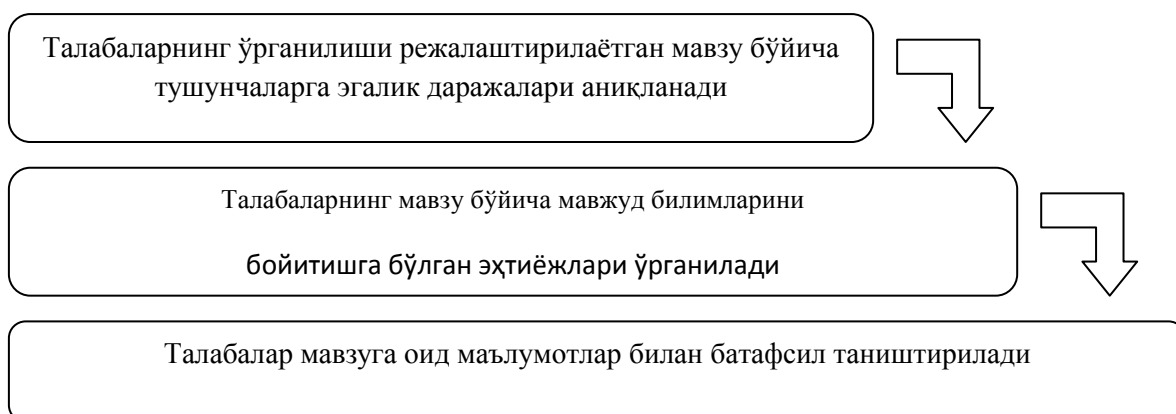 Талабаларнинг ўрганилиши режалаштирилаётган мавзу бўйича
тушунчаларга эгалик даражалари аниқланади
Талабаларнинг мавзу бўйича мавжуд билимларини
бойитишга бўлган эҳтиёжлари ўрганилади
Талабалар мавзуга оид маълумотлар билан батафсил таништирилади